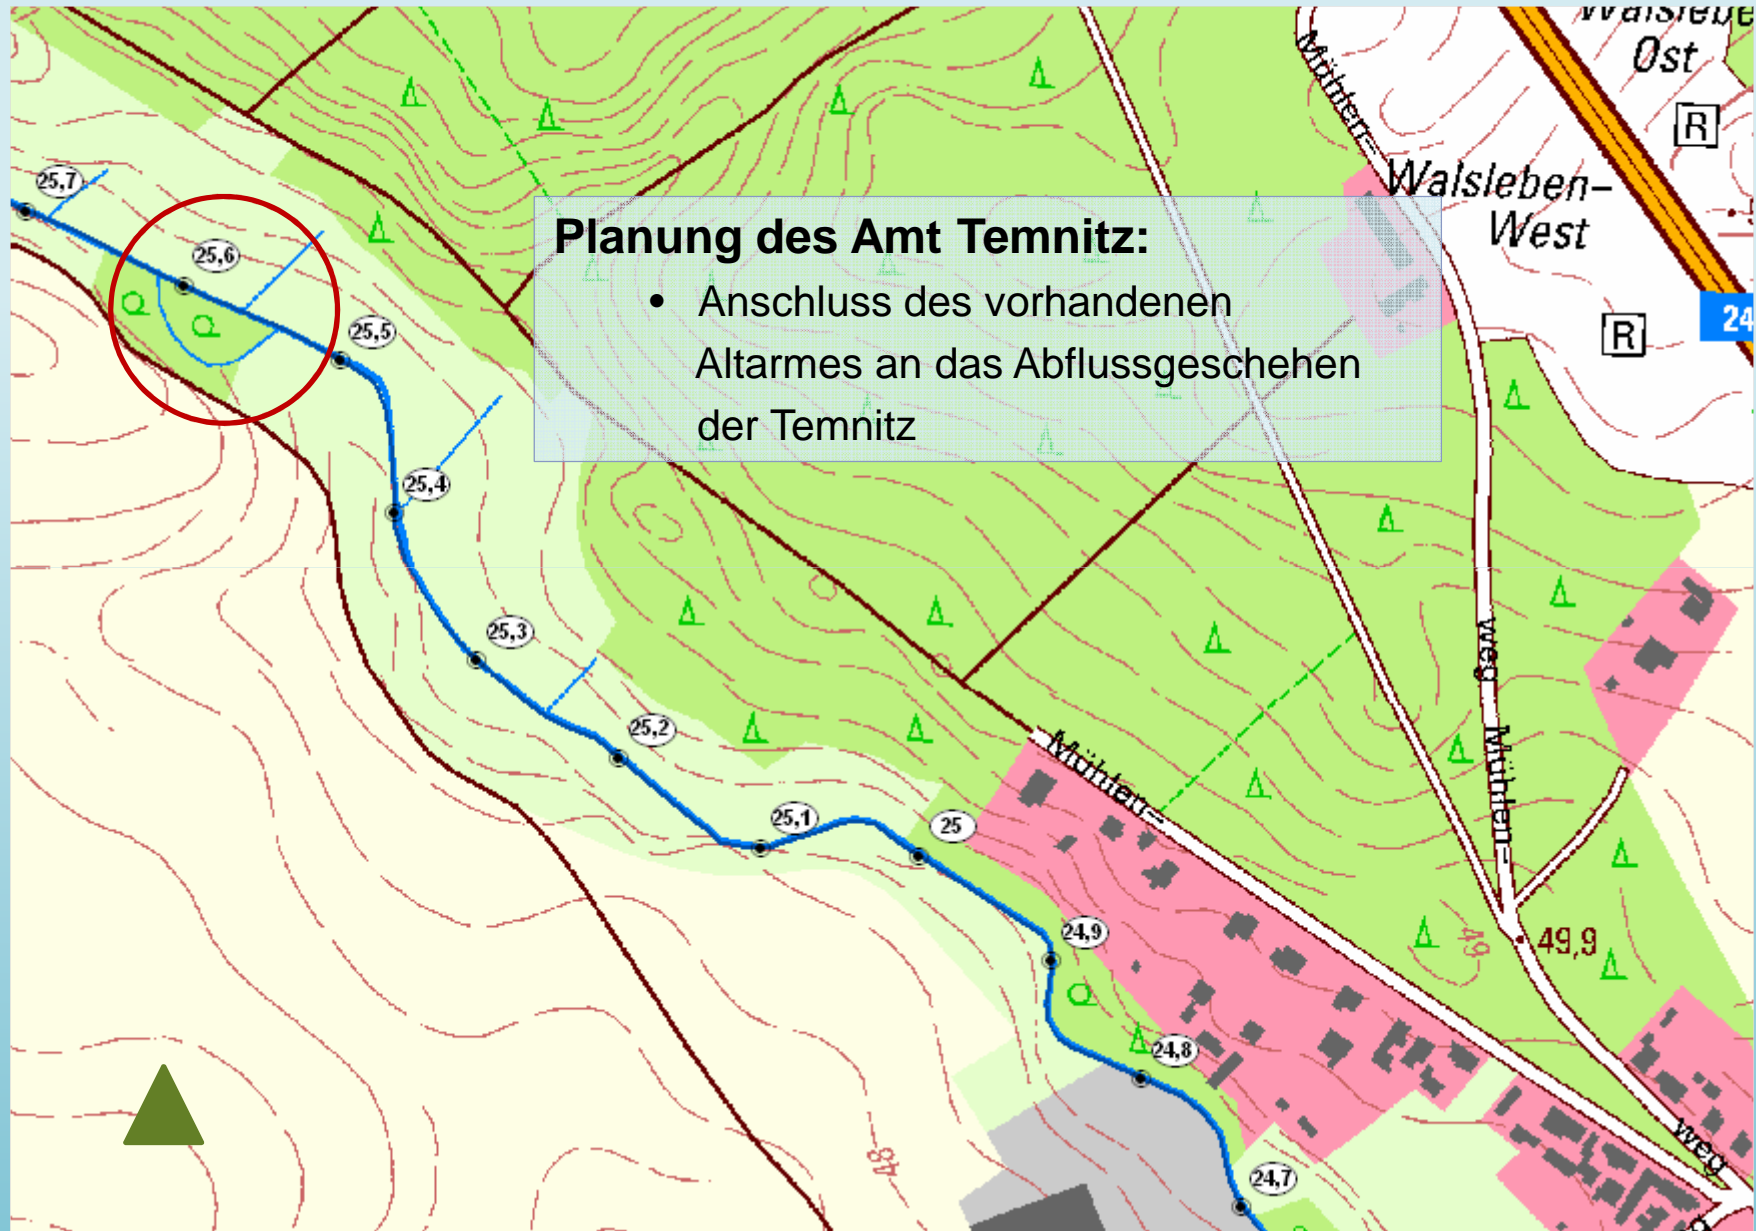 Walslebe
Ost
R
Mühlen-
Walsleben-
West
R
24
25,7
25,6
25,5
25,4
25,3
25,2
25,1
25
24,9
24,8
24,7
Planung des Amt Temnitz:
• Anschluss des vorhandenen
Altarmes an das Abflussgeschehen
der Temnitz
weg
Mühlen-
Mühlen-
49
49,9
48
weg